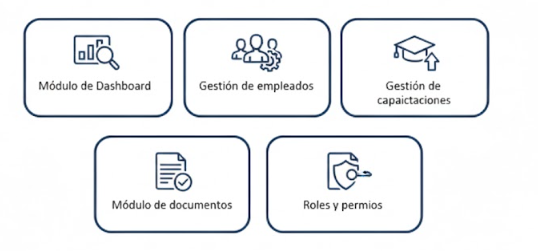 Módulo de Dashboard
Gestión de empleados
Gestión de
capaictaciones
Módulo de documentos
Roles y permios